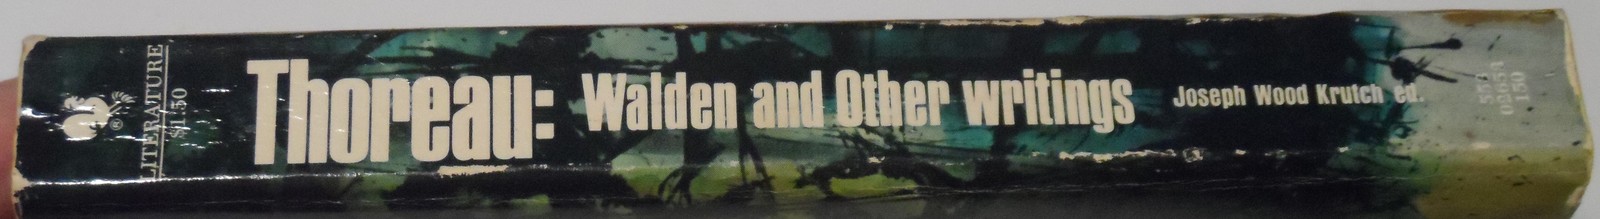 LITERATURE
$1.50
Thoreau: Walden and Other writings
Joseph Wood Krutch ed.
553
02654
150